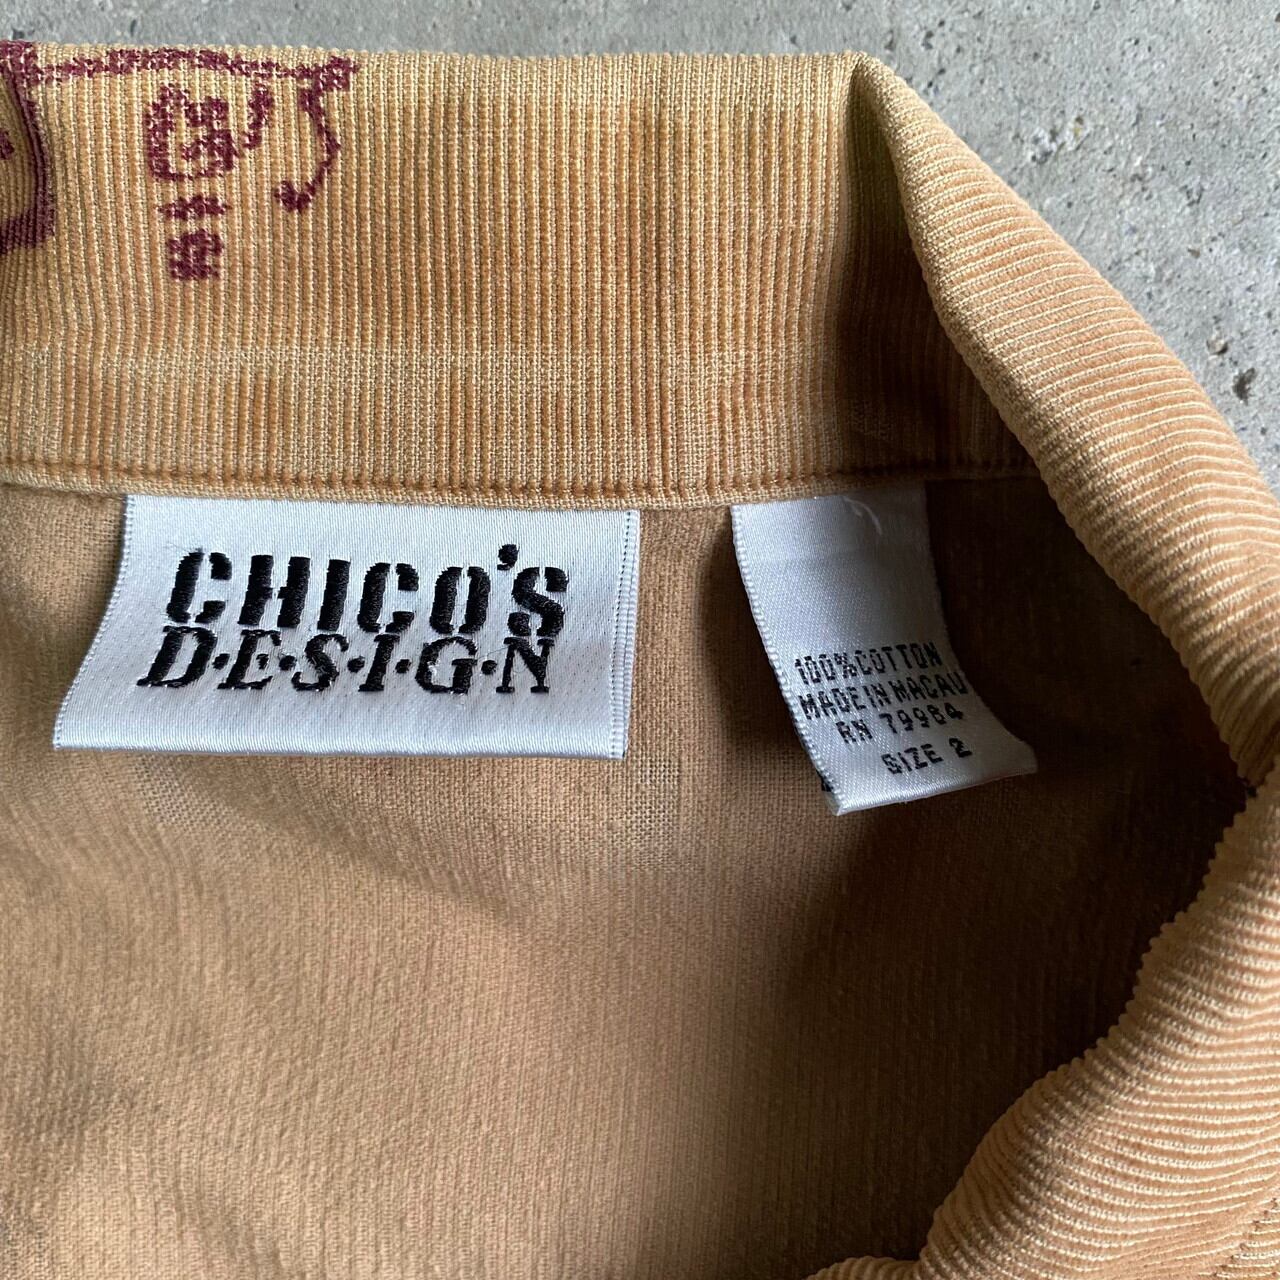 CHICO'S
D·E·S·I·G·N
100% COTTON
MADE IN MACAU
RN 79984
SIZE 2